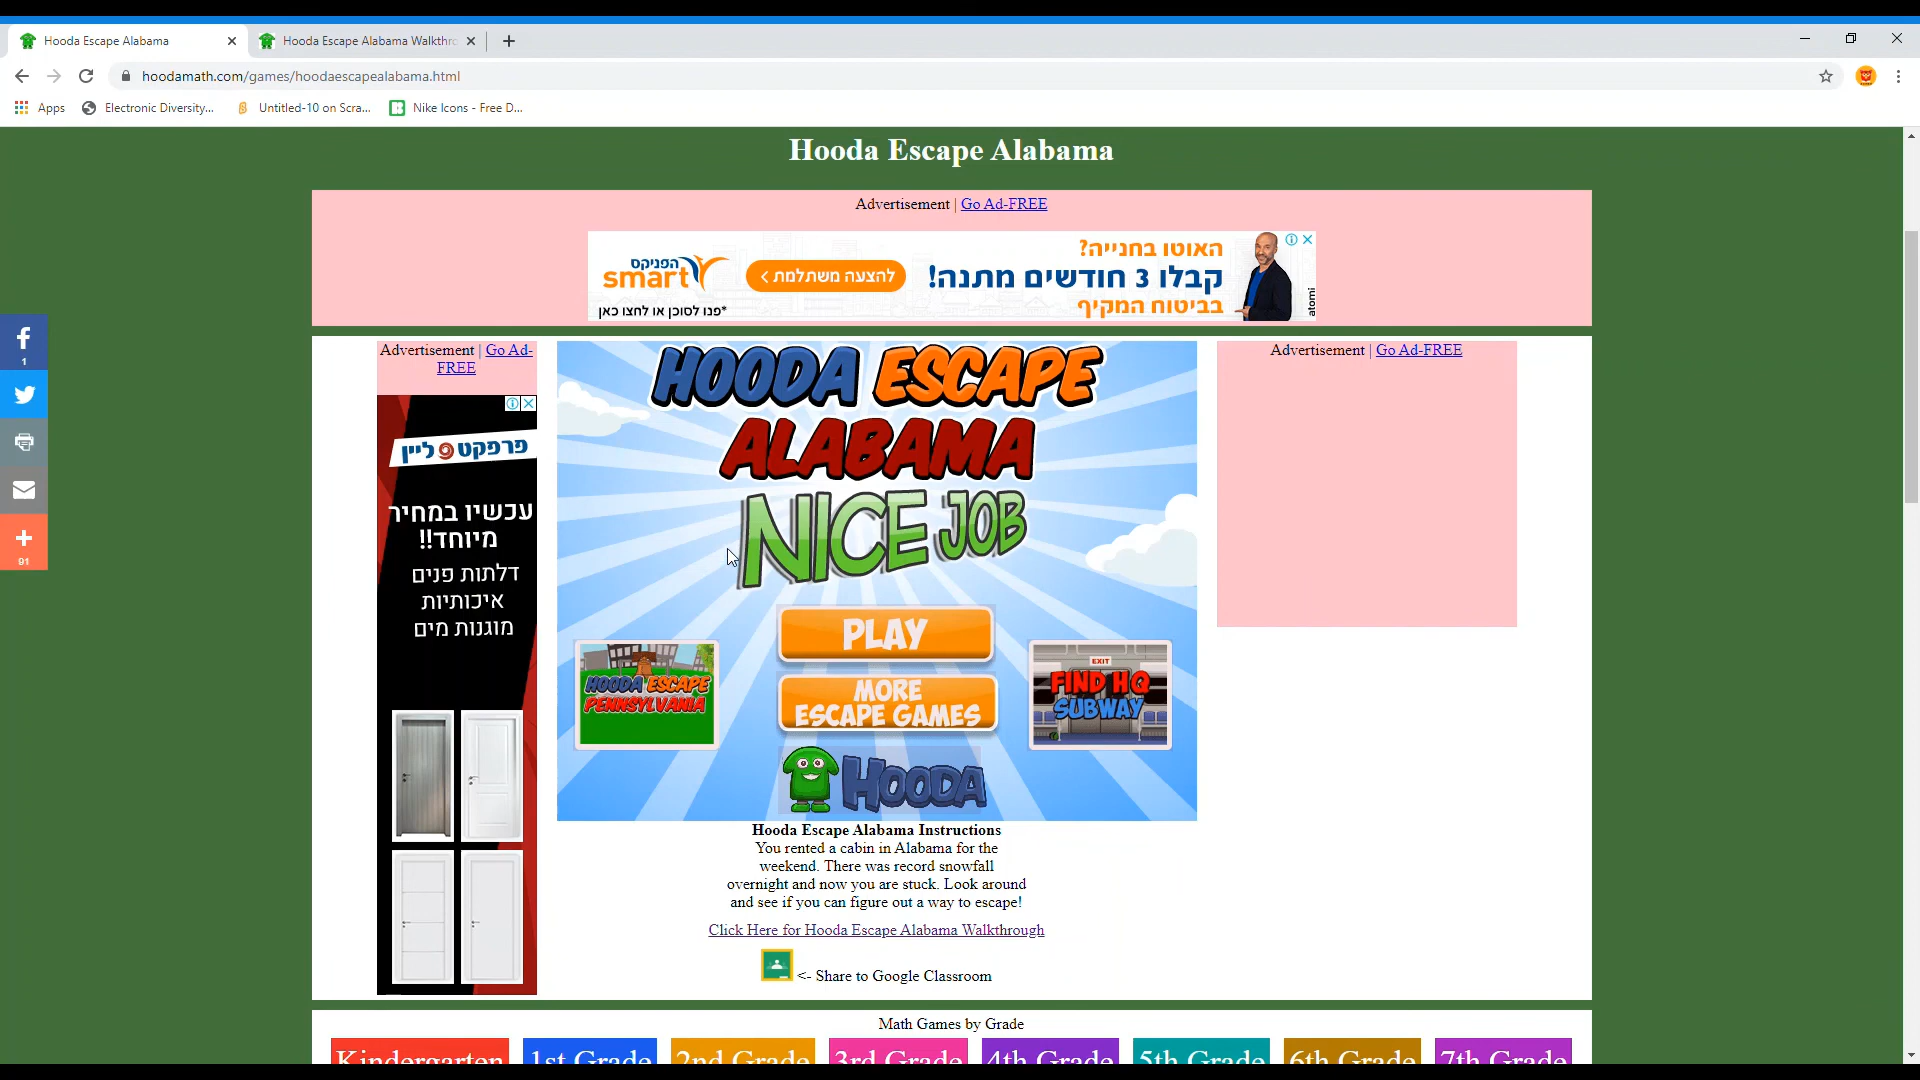 Hooda Escape Alabama
Hooda Escape Alabama Walkthr
hoodamath.com/games/hoodaescapealabama.html
Apps
Electronic Diversity...
Untitled-10 on Scra...
Nike Icons - Free D...
Hooda Escape Alabama
Advertisement | Go Ad-FREE
האוטו בחנייה?
קבלו 3 חודשים מתנה!
בביטוח המקיף
להצעה משתלמת >
הפניקס
smart
*פנו לסוכן או לחצו כאן
atomi
1
91
Advertisement | Go Ad-
FREE
פרפקט ליין
עכשיו במחיר
מיוחד!!
דלתות פנים
איכותיות
מוגנות מים
HOODA ESCAPE
ALABAMA
NICE JOB
PLAY
MORE
ESCAPE GAMES
HOODA ESCAPE
PENNSYLVANIA
EXIT
FIND HQ
SUBWAY
HOODA
Advertisement | Go Ad-FREE
Hooda Escape Alabama Instructions
You rented a cabin in Alabama for the
weekend. There was record snowfall
overnight and now you are stuck. Look around
and see if you can figure out a way to escape!
Click Here for Hooda Escape Alabama Walkthrough
<- Share to Google Classroom
Math Games by Grade
Kindergarten
1st Grade
2nd Grade
3rd Grade
4th Grade
5th Grade
6th Grade
7th Grade